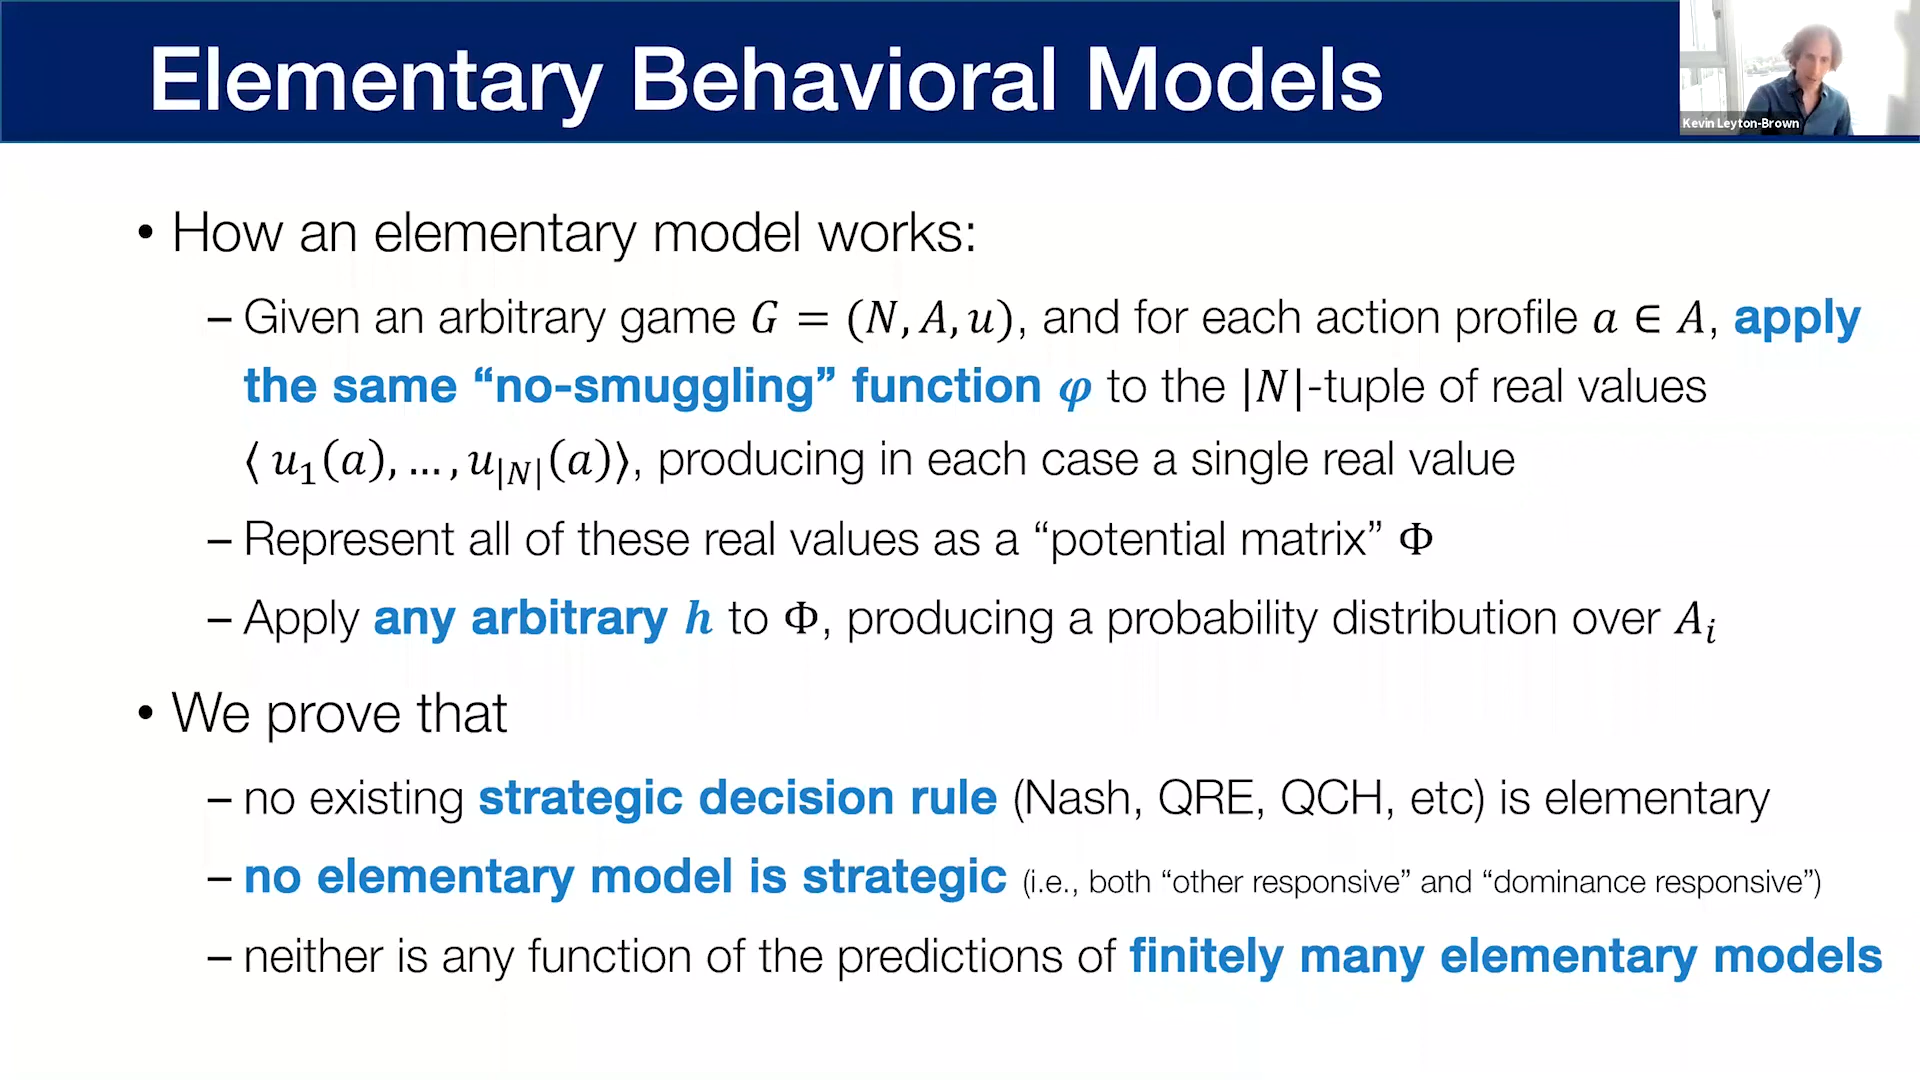 Elementary Behavioral Models
Kevin Leyton-Brown
• How an elementary model works:
– Given an arbitrary game G = (N, A, u), and for each action profile a ∈ A, apply
the same “no-smuggling” function φ to the |N|-tuple of real values
⟨ u₁(a), … , u|N|(a)⟩, producing in each case a single real value
– Represent all of these real values as a “potential matrix” Φ
– Apply any arbitrary h to Φ, producing a probability distribution over Aᵢ
• We prove that
– no existing strategic decision rule (Nash, QRE, QCH, etc) is elementary
– no elementary model is strategic (i.e., both “other responsive” and “dominance responsive”)
– neither is any function of the predictions of finitely many elementary models